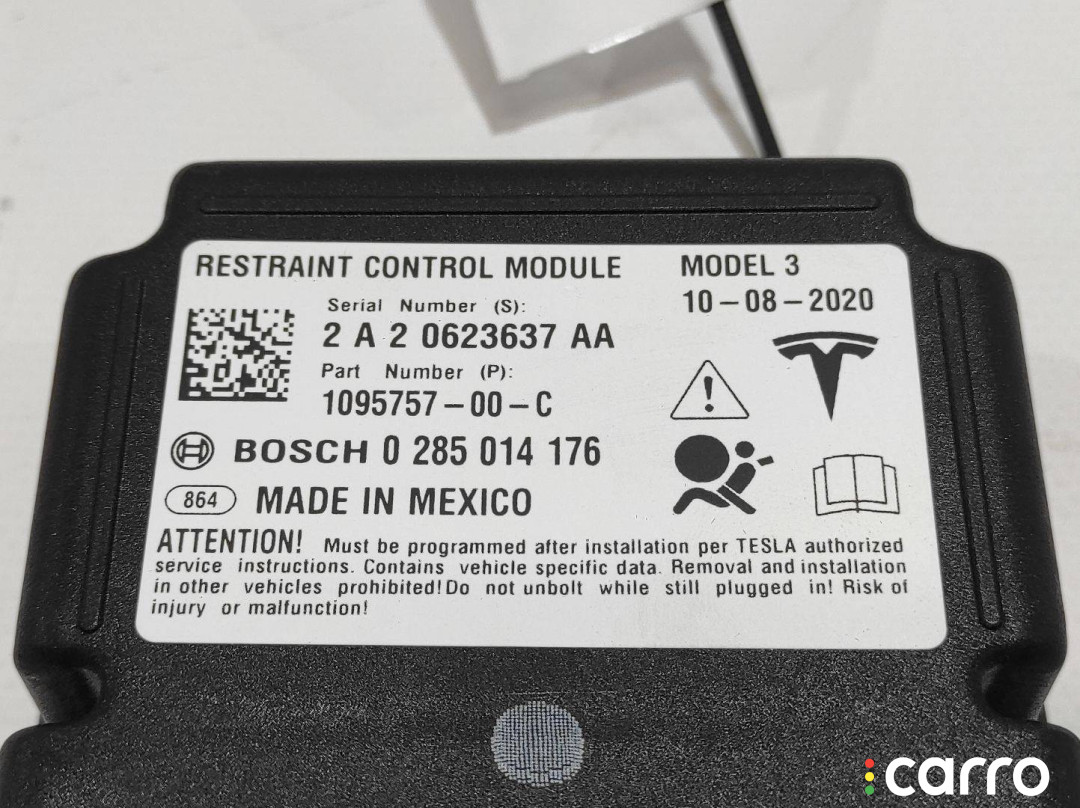 RESTRAINT CONTROL MODULE
MODEL 3
10-08-2020
Serial Number (S):
2 A 2 0623637 AA
Part Number (P):
1095757-00-C
BOSCH 0 285 014 176
864 MADE IN MEXICO
ATTENTION! Must be programmed after installation per TESLA authorized
service instructions. Contains vehicle specific data. Removal and installation
in other vehicles prohibited! Do not unbolt while still plugged in! Risk of
injury or malfunction!
carro